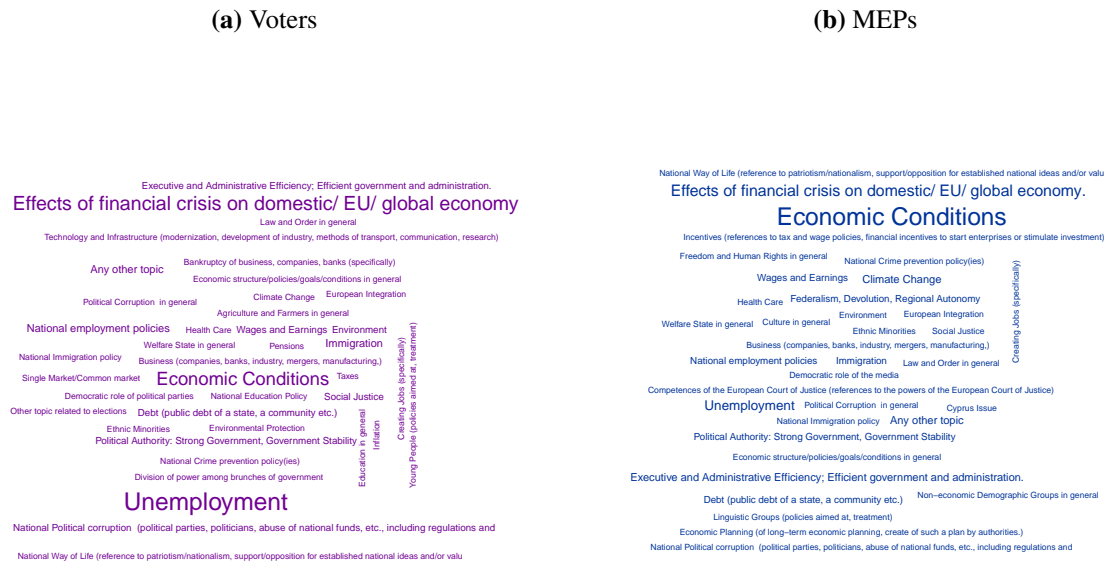 (a) Voters
Executive and Administrative Efficiency; Efficient government and administration.
Effects of financial crisis on domestic/ EU/ global economy
Law and Order in general
Technology and Infrastructure (modernization, development of industry, methods of transport, communication, research)
Bankruptcy of business, companies, banks (specifically)
Any other topic
Economic structure/policies/goals/conditions in general
Climate Change
European Integration
Political Corruption in general
Agriculture and Farmers in general
National employment policies
Health Care
Wages and Earnings
Environment
Welfare State in general
Pensions
Immigration
National Immigration policy
Business (companies, banks, industry, mergers, manufacturing,)
Single Market/Common market
Economic Conditions
Taxes
Democratic role of political parties
National Education Policy
Social Justice
Other topic related to elections
Debt (public debt of a state, a community etc.)
Ethnic Minorities
Environmental Protection
Political Authority: Strong Government, Government Stability
National Crime prevention policy(ies)
Division of power among brunches of government
Education in general
Inflation
Creating Jobs (specifically)
Young People (policies aimed at, treatment)
Unemployment
National Political corruption (political parties, politicians, abuse of national funds, etc., including regulations and
National Way of Life (reference to patriotism/nationalism, support/opposition for established national ideas and/or valu
(b) MEPs
National Way of Life (reference to patriotism/nationalism, support/opposition for established national ideas and/or valu
Effects of financial crisis on domestic/ EU/ global economy.
Economic Conditions
Incentives (references to tax and wage policies, financial incentives to start enterprises or stimulate investment)
Freedom and Human Rights in general
National Crime prevention policy(ies)
Wages and Earnings
Climate Change
Creating Jobs (specifically)
Health Care
Federalism, Devolution, Regional Autonomy
Environment
European Integration
Welfare State in general
Culture in general
Ethnic Minorities
Social Justice
Business (companies, banks, industry, mergers, manufacturing,)
National employment policies
Immigration
Law and Order in general
Democratic role of the media
Competences of the European Court of Justice (references to the powers of the European Court of Justice)
Unemployment
Political Corruption in general
Cyprus Issue
National Immigration policy
Any other topic
Political Authority: Strong Government, Government Stability
Economic structure/policies/goals/conditions in general
Executive and Administrative Efficiency; Efficient government and administration.
Debt (public debt of a state, a community etc.)
Non–economic Demographic Groups in general
Linguistic Groups (policies aimed at, treatment)
Economic Planning (of long–term economic planning, create of such a plan by authorities.)
National Political corruption (political parties, politicians, abuse of national funds, etc., including regulations and